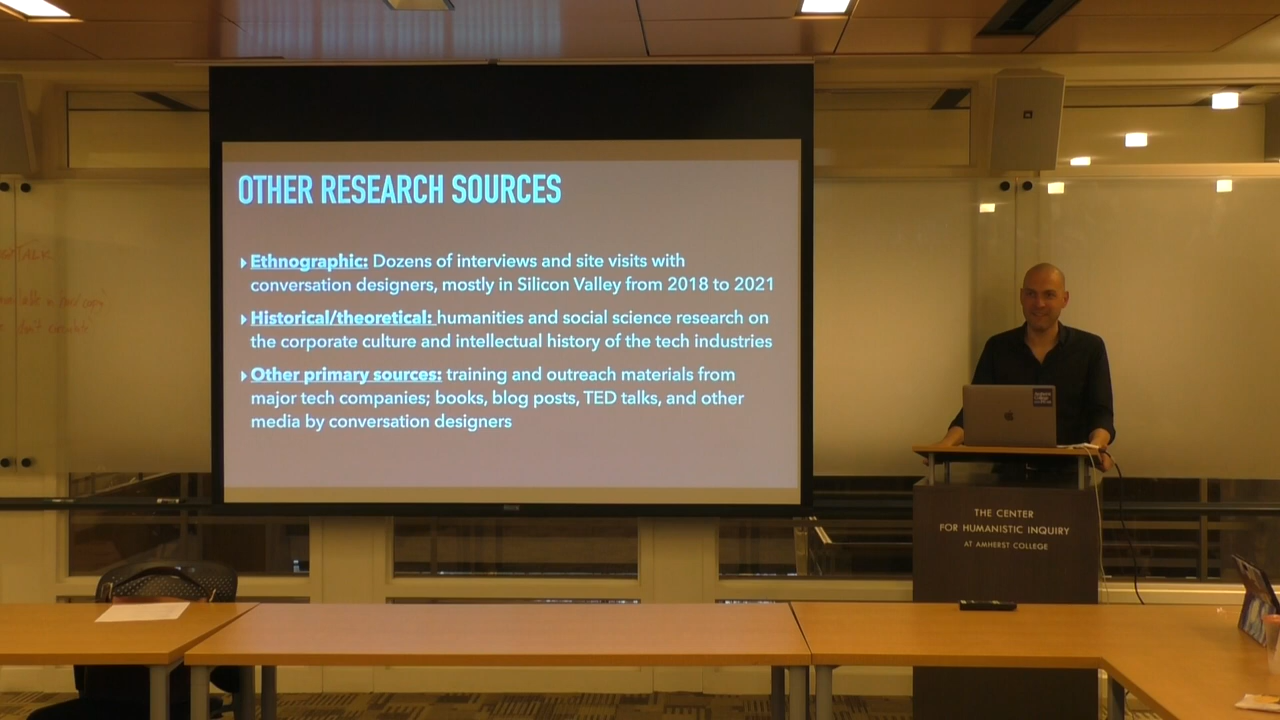 OTHER RESEARCH SOURCES
Ethnographic: Dozens of interviews and site visits with
conversation designers, mostly in Silicon Valley from 2018 to 2021
Historical/theoretical: humanities and social science research on
the corporate culture and intellectual history of the tech industries
Other primary sources: training and outreach materials from
major tech companies; books, blog posts, TED talks, and other
media by conversation designers
TALK
THE CENTER
FOR HUMANISTIC INQUIRY
AT AMHERST COLLEGE